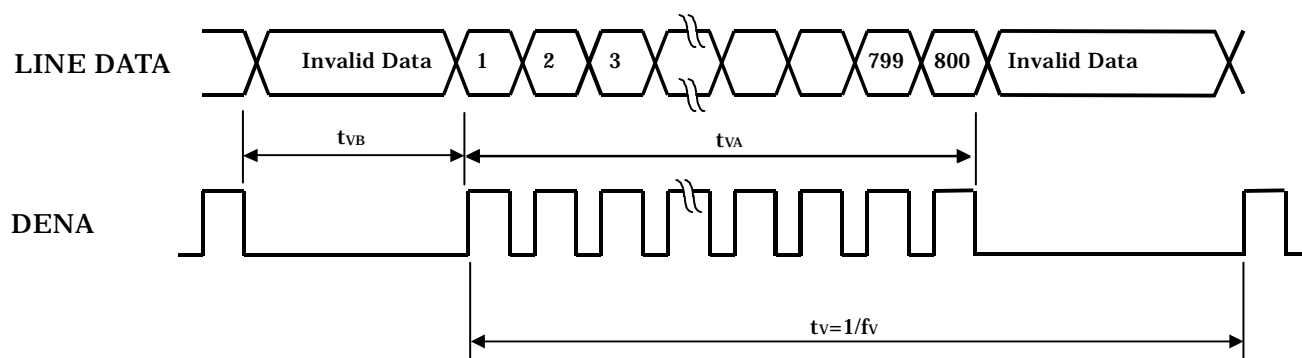 LINE DATA Invalid Data 1 2 3 799 800 Invalid Data
tVB tVA
DENA
tV=1/fV